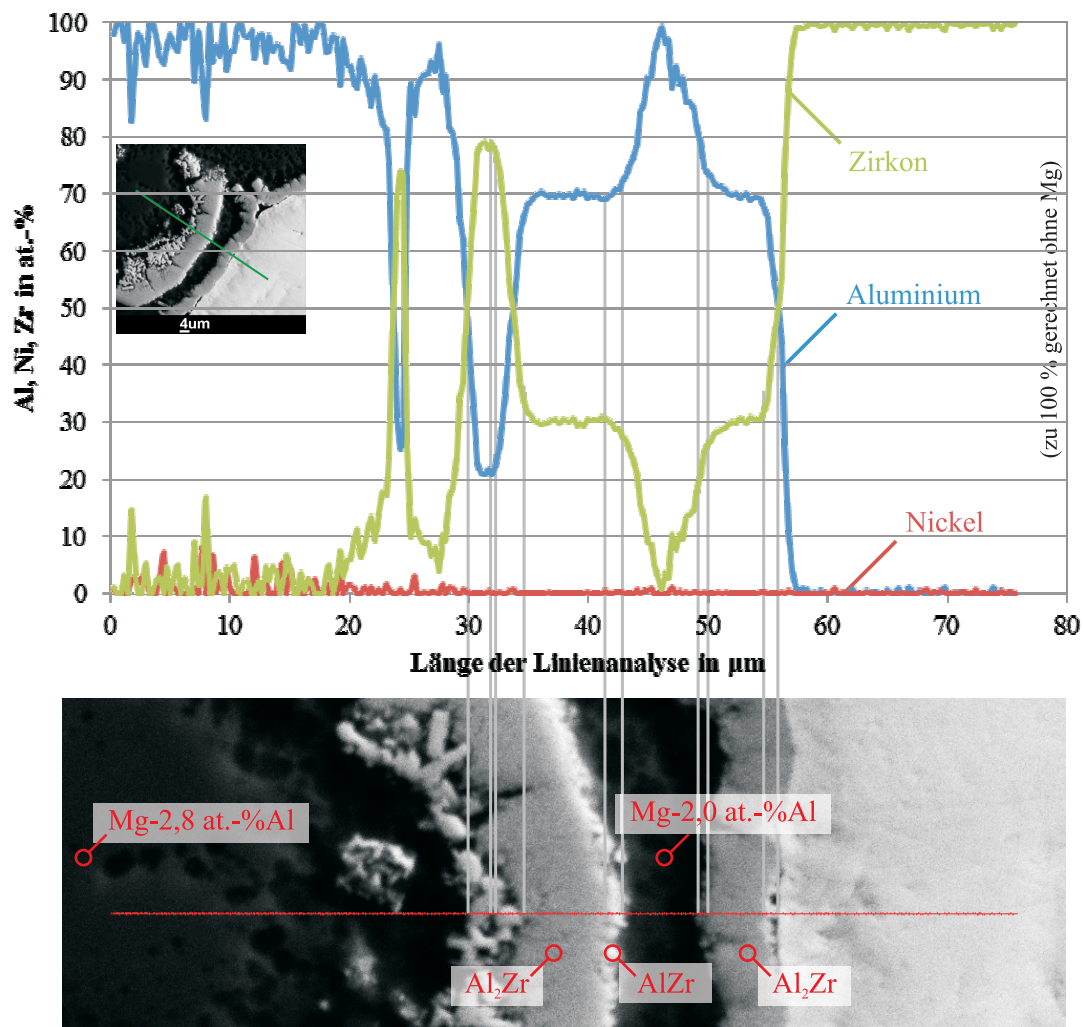 100
90
80
70
60
50
40
30
20
10
0
Al, Ni, Zr in at.-%
4um
Zirkon
Aluminium
Nickel
(zu 100 % gerechnet ohne Mg)
0 10 20 30 40 50 60 70 80
Länge der Linienanalyse in µm
Mg-2,8 at.-%Al
Mg-2,0 at.-%Al
Al₂Zr
AlZr
Al₂Zr